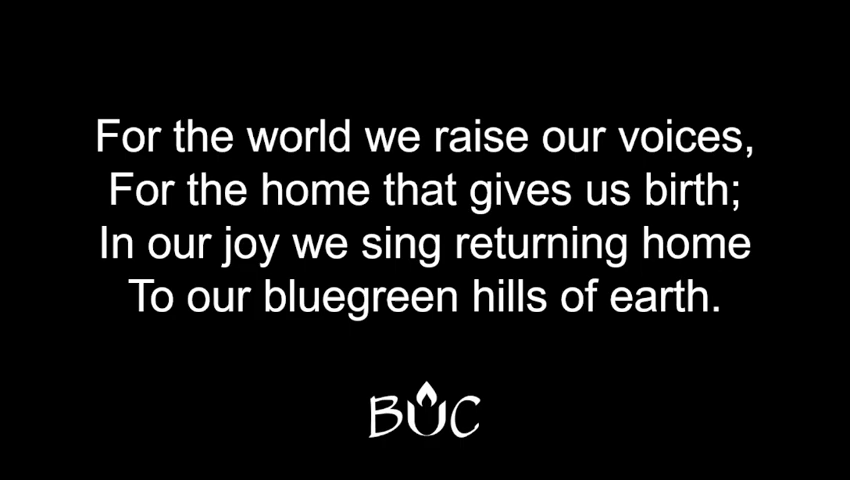 For the world we raise our voices,
For the home that gives us birth;
In our joy we sing returning home
To our bluegreen hills of earth.
BUC